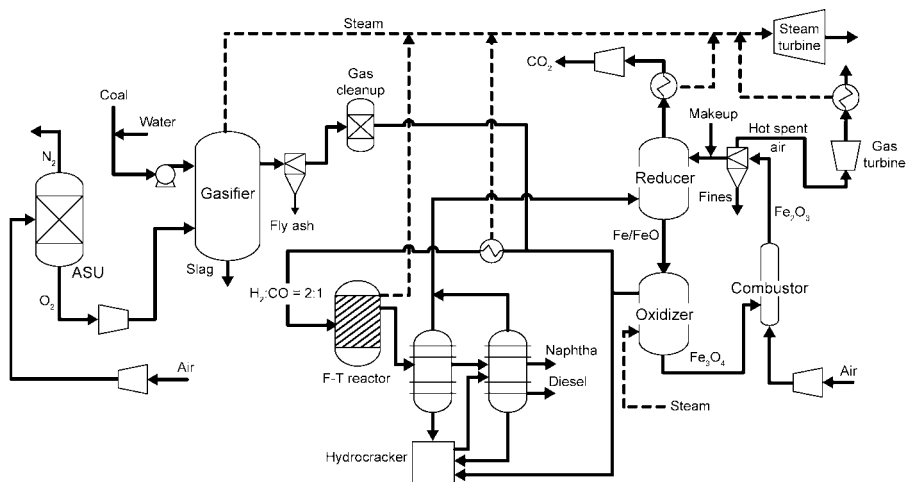 Steam
Steam
turbine
CO₂
Gas
cleanup
Coal
Water
Makeup
Hot spent
air
Gas
turbine
N₂
Gasifier
Reducer
Fly ash
Fines
Fe₂O₃
Fe/FeO
Slag
ASU
O₂
H₂:CO = 2:1
Combustor
Oxidizer
Naphtha
Fe₃O₄
Air
F-T reactor
Diesel
Air
Steam
Hydrocracker